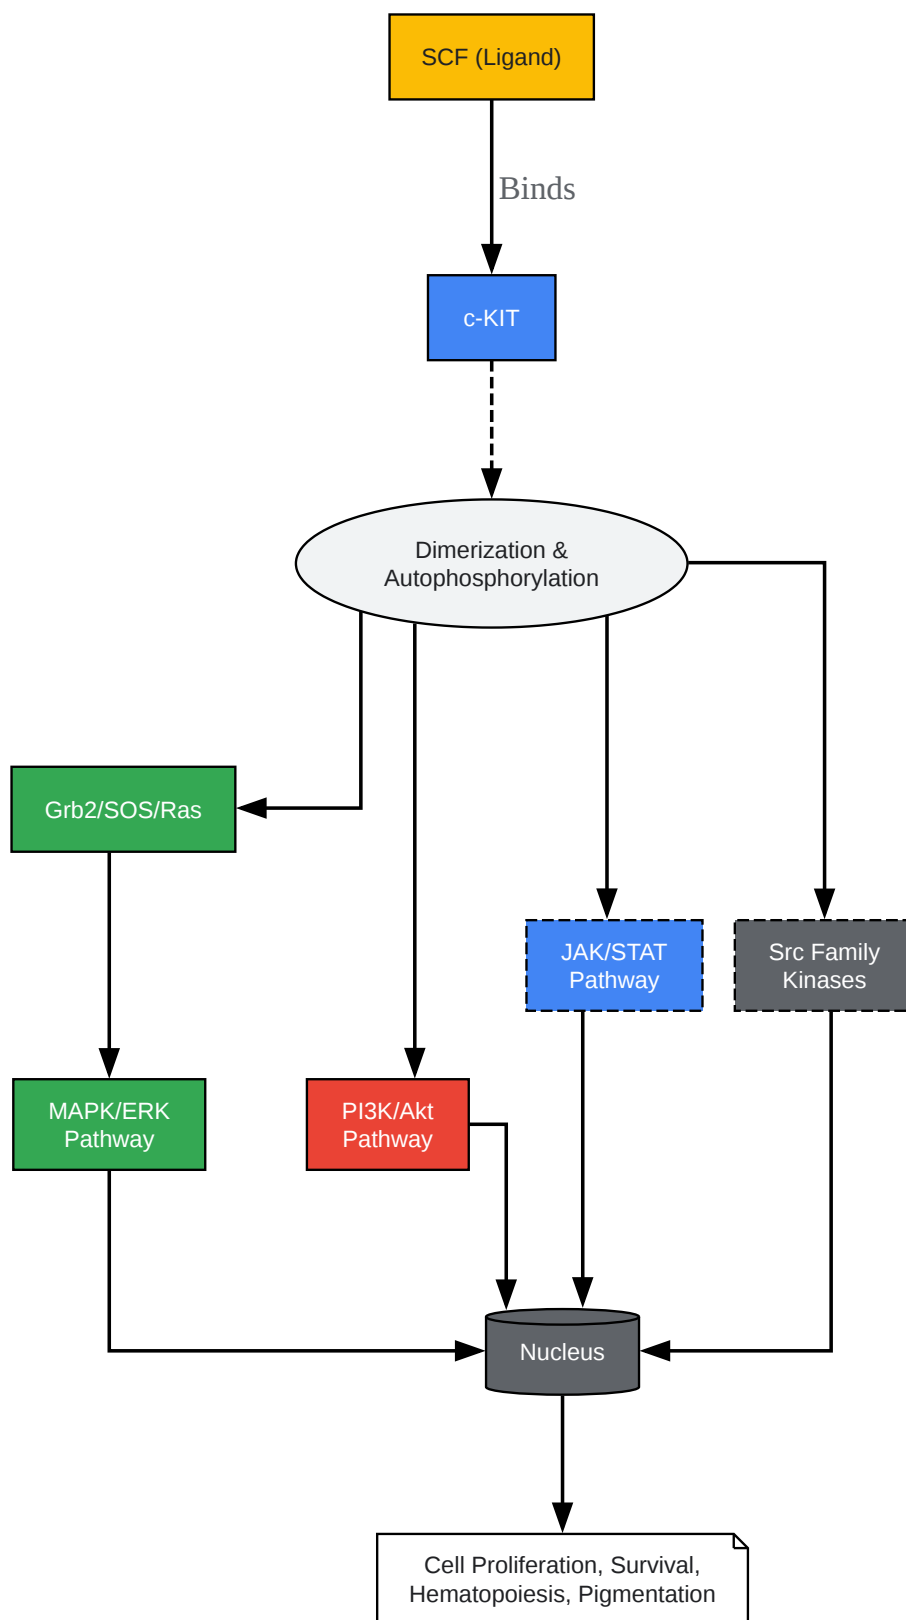 SCF (Ligand)
Binds
c-KIT
Dimerization &
Autophosphorylation
Grb2/SOS/Ras
JAK/STAT
Pathway
Src Family
Kinases
MAPK/ERK
Pathway
PI3K/Akt
Pathway
Nucleus
Cell Proliferation, Survival,
Hematopoiesis, Pigmentation